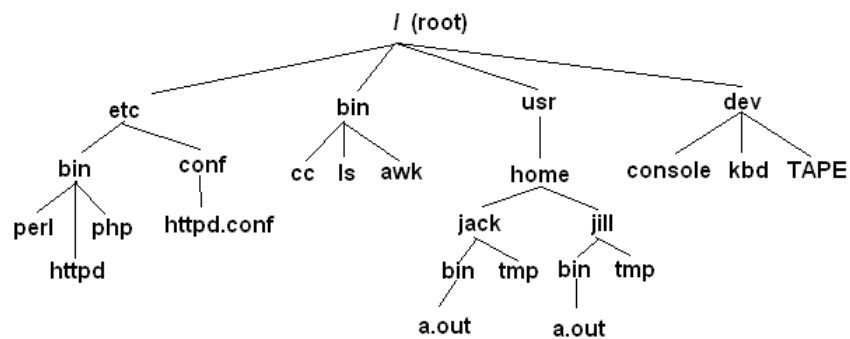 / (root)
etc bin usr dev
bin conf cc ls awk home console kbd TAPE
perl php httpd.conf jack jill
httpd bin tmp bin tmp
a.out a.out